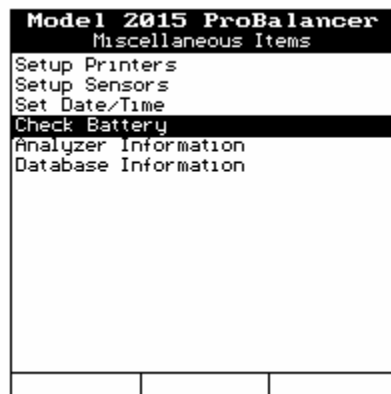 Model 2015 ProBalancer
Miscellaneous Items
Setup Printers
Setup Sensors
Set Date/Time
Check Battery
Analyzer Information
Database Information